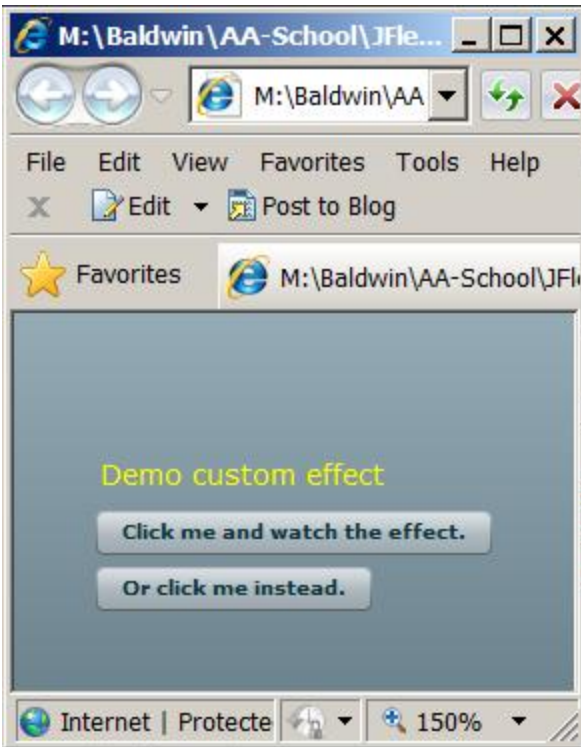 M:\Baldwin\AA-School\JFle...
M:\Baldwin\AA
File Edit View Favorites Tools Help
X Edit Post to Blog
Favorites M:\Baldwin\AA-School\JFl
Demo custom effect
Click me and watch the effect.
Or click me instead.
Internet | Protecte 150%